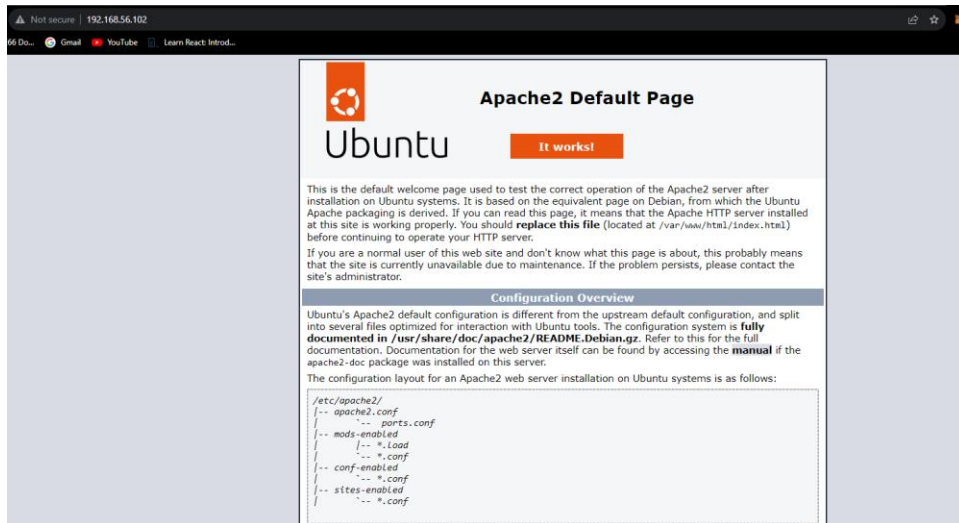 Not secure 192.168.56.102
66 Do... Gmail YouTube Learn React: Introd...
Apache2 Default Page
Ubuntu
It works!
This is the default welcome page used to test the correct operation of the Apache2 server after
installation on Ubuntu systems. It is based on the equivalent page on Debian, from which the Ubuntu
Apache packaging is derived. If you can read this page, it means that the Apache HTTP server installed
at this site is working properly. You should replace this file (located at /var/www/html/index.html)
before continuing to operate your HTTP server.
If you are a normal user of this web site and don't know what this page is about, this probably means
that the site is currently unavailable due to maintenance. If the problem persists, please contact the
site's administrator.
Configuration Overview
Ubuntu's Apache2 default configuration is different from the upstream default configuration, and split
into several files optimized for interaction with Ubuntu tools. The configuration system is fully
documented in /usr/share/doc/apache2/README.Debian.gz. Refer to this for the full
documentation. Documentation for the web server itself can be found by accessing the manual if the
apache2-doc package was installed on this server.
The configuration layout for an Apache2 web server installation on Ubuntu systems is as follows:
/etc/apache2/
|-- apache2.conf
|       `--  ports.conf
|-- mods-enabled
|       |-- *.load
|       `-- *.conf
|-- conf-enabled
|       `-- *.conf
|-- sites-enabled
|       `-- *.conf